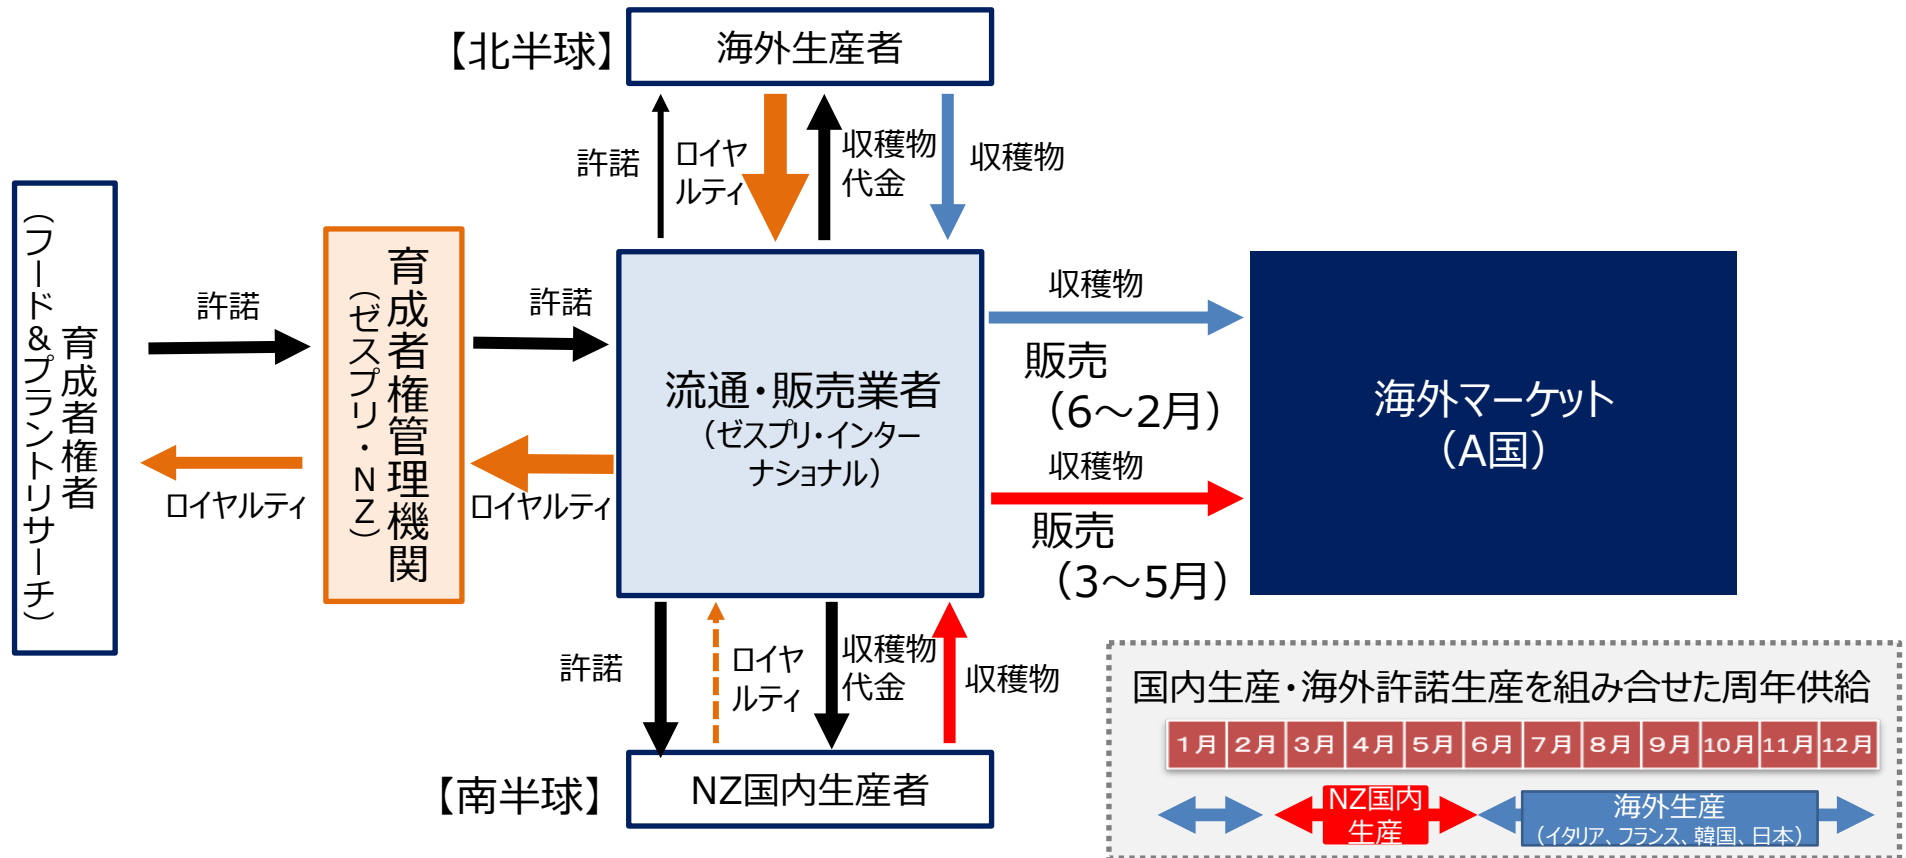 【北半球】
海外生産者
許諾
ロイヤ
ルティ
収穫物
代金
収穫物
育成者権者
（フード＆プラントリサーチ）
許諾
ロイヤルティ
育成者権管理機関
（ゼスプリ・ＮＺ）
許諾
ロイヤルティ
流通・販売業者
（ゼスプリ・インター
ナショナル）
収穫物
販売
（6～2月）
収穫物
販売
（3～5月）
海外マーケット
（A国）
許諾
ロイヤ
ルティ
収穫物
代金
収穫物
【南半球】
NZ国内生産者
国内生産・海外許諾生産を組み合せた周年供給
1月 2月 3月 4月 5月 6月 7月 8月 9月 10月 11月 12月
NZ国内
生産
海外生産
（イタリア、フランス、韓国、日本）